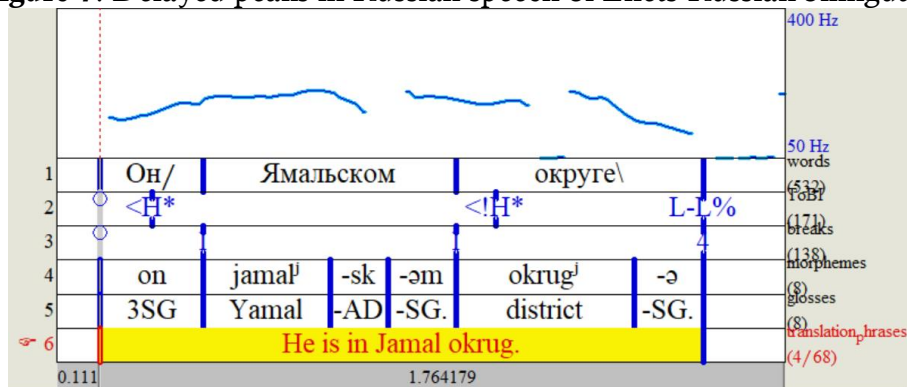 Figure 7. Delayed peaks in Russian speech of Enets-Russian bilinguals
400 Hz
50 Hz
1 Он/ Ямальском округе\ words (532)
2 <H* <!H* L-L% ToBI (171)
3 1 1 4 breaks (138)
4 on jamalʲ -sk -əm okrugʲ -ə morphemes (8)
5 3SG Yamal -AD -SG. district -SG. glosses (8)
☞ 6 He is in Jamal okrug. translation_phrases (4/68)
0.111 1.764179